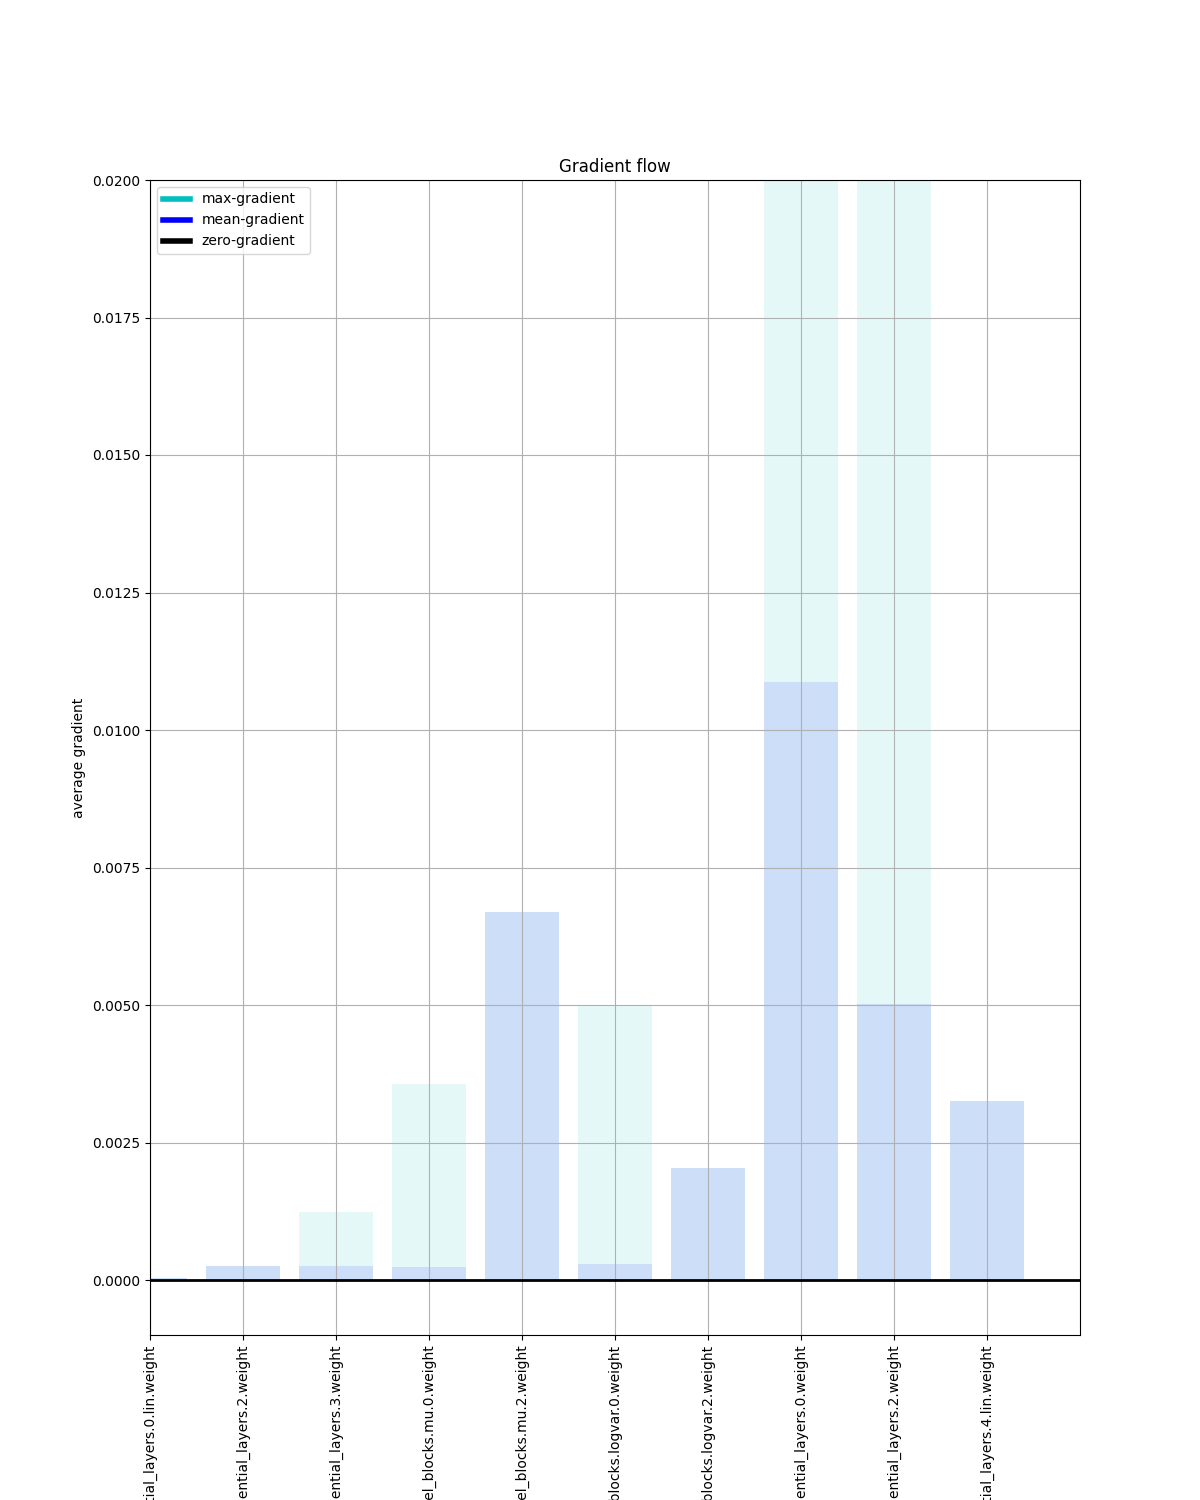 Gradient flow
max-gradient
mean-gradient
zero-gradient
0.0200
0.0175
0.0150
0.0125
0.0100
0.0075
0.0050
0.0025
0.0000
average gradient
tial_layers.0.lin.weight
ential_layers.2.weight
ential_layers.3.weight
el_blocks.mu.0.weight
el_blocks.mu.2.weight
blocks.logvar.0.weight
blocks.logvar.2.weight
ential_layers.0.weight
ential_layers.2.weight
tial_layers.4.lin.weight